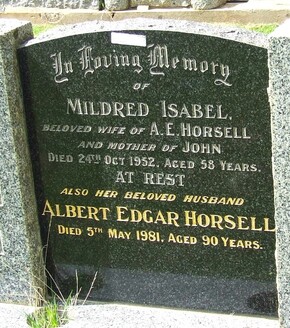 In Loving Memory
OF
MILDRED ISABEL,
BELOVED WIFE OF A.E. HORSELL
AND MOTHER OF JOHN
DIED 24TH OCT 1952, AGED 58 YEARS.
AT REST
ALSO HER BELOVED HUSBAND
ALBERT EDGAR HORSELL
DIED 5TH MAY 1981, AGED 90 YEARS.